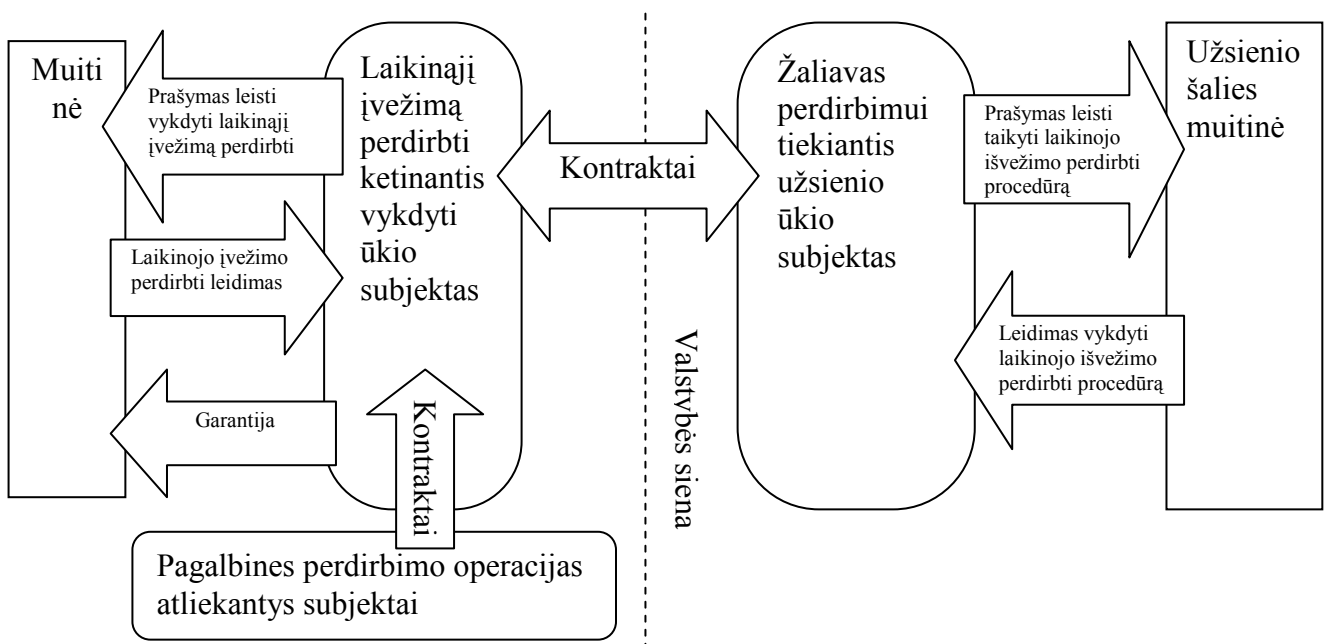 Muiti
nė
Prašymas leisti
vykdyti laikinąjį
įvežimą perdirbti
Laikinojo įvežimo
perdirbti leidimas
Garantija
Laikinąjį
įvežimą
perdirbti
ketinantis
vykdyti
ūkio
subjektas
Kontraktai
Pagalbines perdirbimo operacijas
atliekantys subjektai
Kontraktai
Valstybės siena
Žaliavas
perdirbimui
tiekiantis
užsienio
ūkio
subjektas
Prašymas leisti
taikyti laikinojo
išvežimo perdirbti
procedūrą
Leidimas vykdyti
laikinojo išvežimo
perdirbti procedūrą
Užsienio
šalies
muitinė